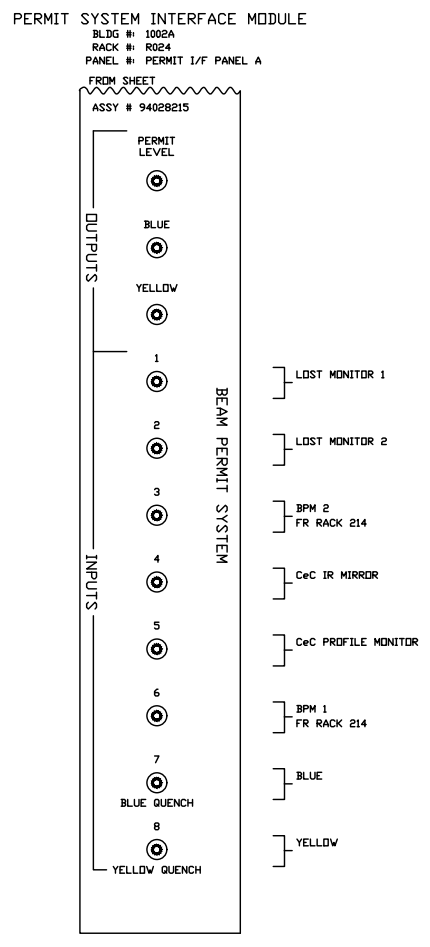 PERMIT SYSTEM INTERFACE MODULE
BLDG #: 1002A
RACK #: R024
PANEL #: PERMIT I/F PANEL A
FROM SHEET
ASSY # 94028215
PERMIT
LEVEL
BLUE
YELLOW
OUTPUTS
1
LOST MONITOR 1
2
LOST MONITOR 2
3
BPM 2
FR RACK 214
4
CeC IR MIRROR
5
CeC PROFILE MONITOR
6
BPM 1
FR RACK 214
7
BLUE QUENCH
BLUE
8
YELLOW QUENCH
YELLOW
INPUTS
BEAM PERMIT SYSTEM